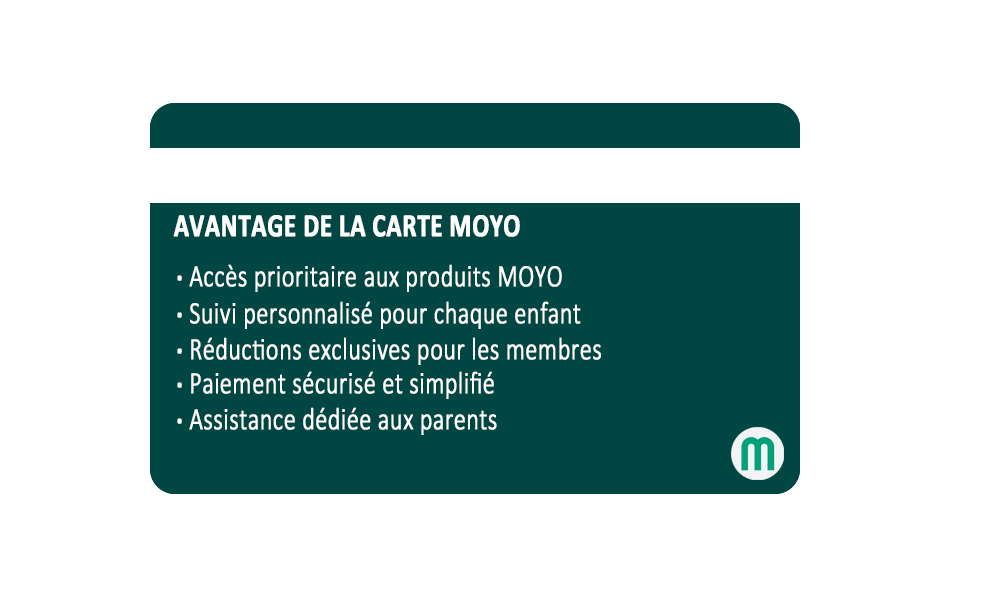 AVANTAGE DE LA CARTE MOYO
• Accès prioritaire aux produits MOYO
• Suivi personnalisé pour chaque enfant
• Réductions exclusives pour les membres
• Paiement sécurisé et simplifié
• Assistance dédiée aux parents
m